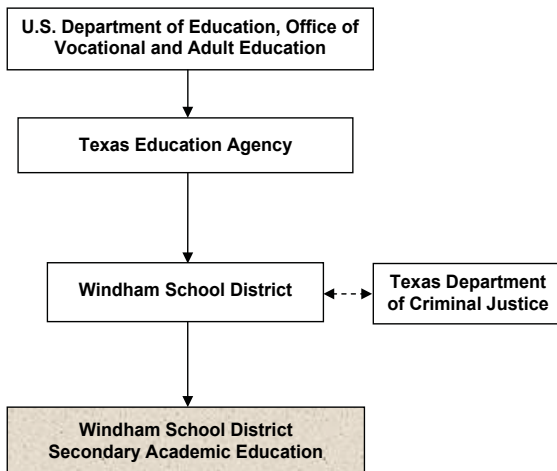 U.S. Department of Education, Office of
Vocational and Adult Education
Texas Education Agency
Windham School District
Texas Department
of Criminal Justice
Windham School District
Secondary Academic Education